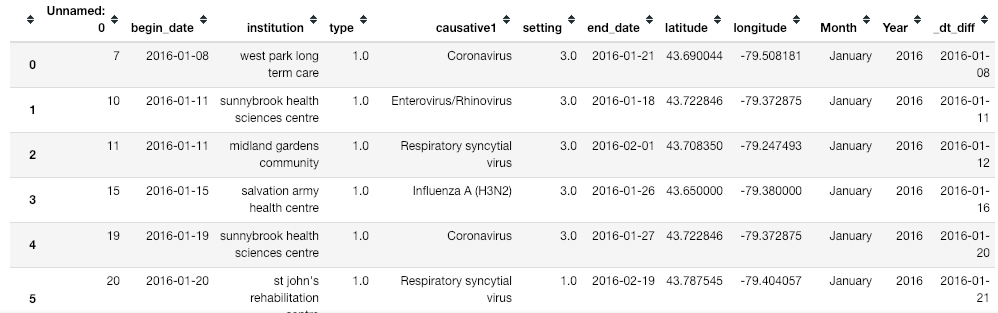 Unnamed: 0 begin_date institution type causative1 setting end_date latitude longitude Month Year _dt_diff
0 7 2016-01-08 west park long term care 1.0 Coronavirus 3.0 2016-01-21 43.690044 -79.508181 January 2016 2016-01-08
1 10 2016-01-11 sunnybrook health sciences centre 1.0 Enterovirus/Rhinovirus 3.0 2016-01-18 43.722846 -79.372875 January 2016 2016-01-11
2 11 2016-01-11 midland gardens community 1.0 Respiratory syncytial virus 3.0 2016-02-01 43.708350 -79.247493 January 2016 2016-01-12
3 15 2016-01-15 salvation army health centre 1.0 Influenza A (H3N2) 3.0 2016-01-26 43.650000 -79.380000 January 2016 2016-01-16
4 19 2016-01-19 sunnybrook health sciences centre 1.0 Coronavirus 3.0 2016-01-27 43.722846 -79.372875 January 2016 2016-01-20
5 20 2016-01-20 st john's rehabilitation 1.0 Respiratory syncytial virus 1.0 2016-02-19 43.787545 -79.404057 January 2016 2016-01-21